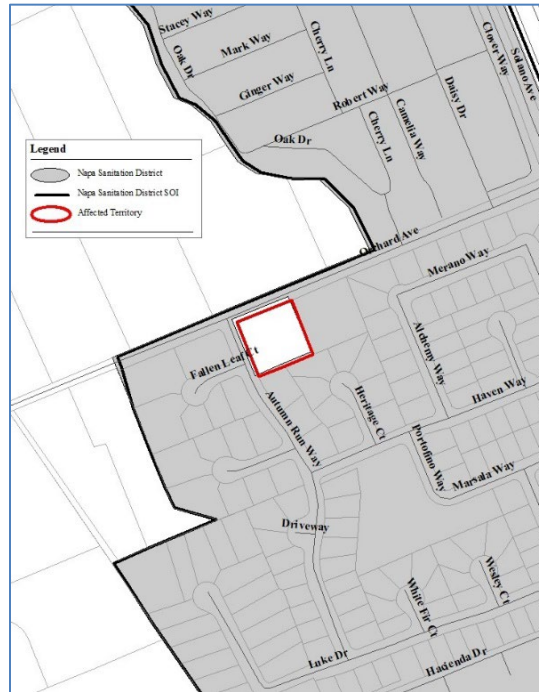 Stacey Way
Oak Dr
Mark Way
Cherry Ln
Clover Way
Solano Ave
Ginger Way
Robert Way
Daisy Dr
Camelia Way
Oak Dr
Cherry Ln
Legend
Napa Sanitation District
Napa Sanitation District SOI
Affected Territory
Orchard Ave
Merano Way
Fallen Leaf Ct
Alchemy Way
Heritage Ct
Haven Way
Autumn Run Way
Portofino Way
Marsala Way
Driveway
Wesley Ct
White Fir Ct
Luke Dr
Hacienda Dr